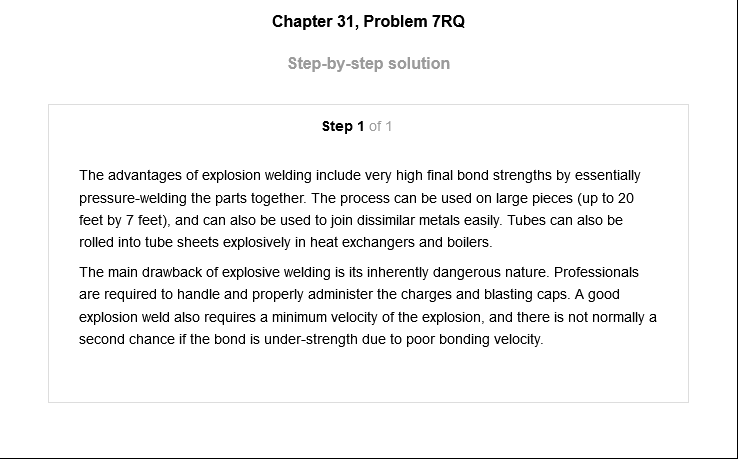 Chapter 31, Problem 7RQ
Step-by-step solution
Step 1 of 1
The advantages of explosion welding include very high final bond strengths by essentially
pressure-welding the parts together. The process can be used on large pieces (up to 20
feet by 7 feet), and can also be used to join dissimilar metals easily. Tubes can also be
rolled into tube sheets explosively in heat exchangers and boilers.
The main drawback of explosive welding is its inherently dangerous nature. Professionals
are required to handle and properly administer the charges and blasting caps. A good
explosion weld also requires a minimum velocity of the explosion, and there is not normally a
second chance if the bond is under-strength due to poor bonding velocity.